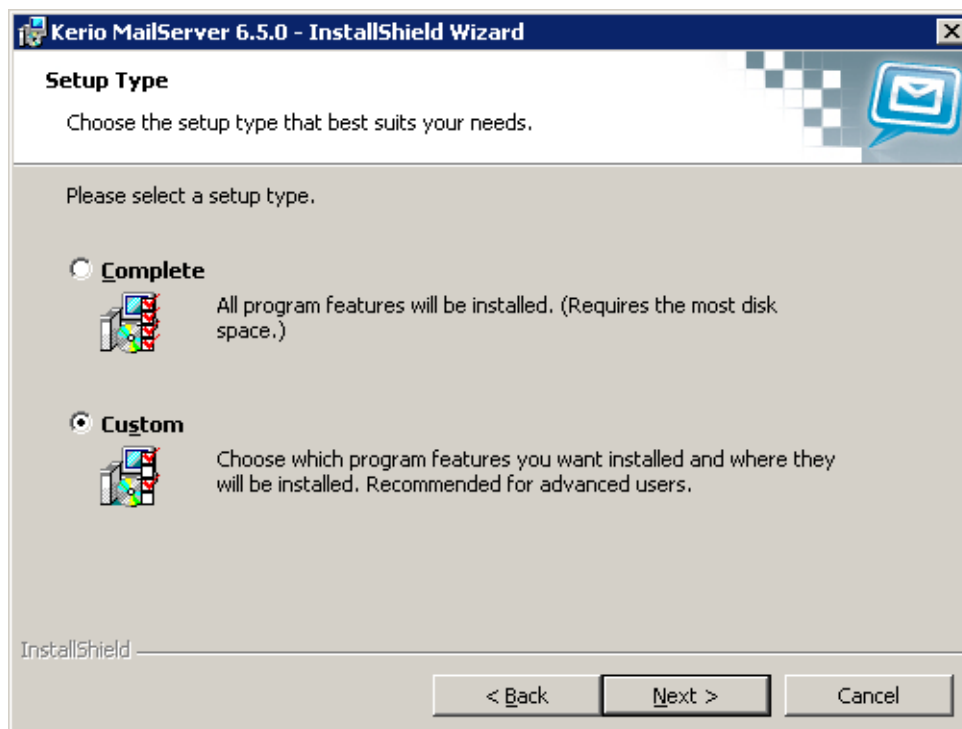 Kerio MailServer 6.5.0 - InstallShield Wizard
Setup Type
Choose the setup type that best suits your needs.
Please select a setup type.
Complete
All program features will be installed. (Requires the most disk
space.)
Custom
Choose which program features you want installed and where they
will be installed. Recommended for advanced users.
InstallShield
< Back
Next >
Cancel